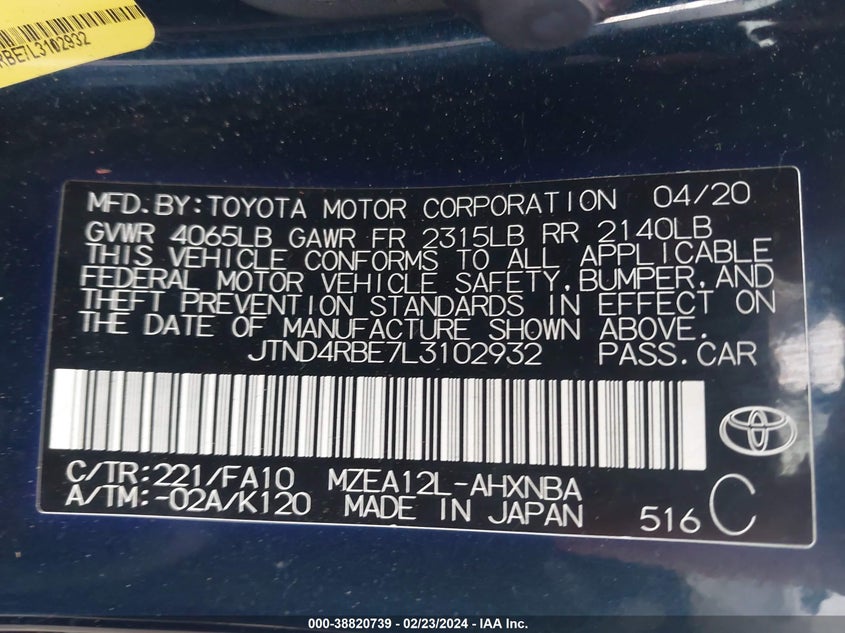 RBE7L3102932
MFD.BY:TOYOTA MOTOR CORPORATION 04/20
GVWR 4065LB GAWR FR 2315LB RR 2140LB
THIS VEHICLE CONFORMS TO ALL APPLICABLE
FEDERAL MOTOR VEHICLE SAFETY,BUMPER,AND
THEFT PREVENTION STANDARDS IN EFFECT ON
THE DATE OF MANUFACTURE SHOWN ABOVE.
JTND4RBE7L3102932 PASS.CAR
C/TR:221/FA10 MZEA12L-AHXNBA
A/TM:-02A/K120 MADE IN JAPAN 516 C
000-38820739 - 02/23/2024 - IAA Inc.